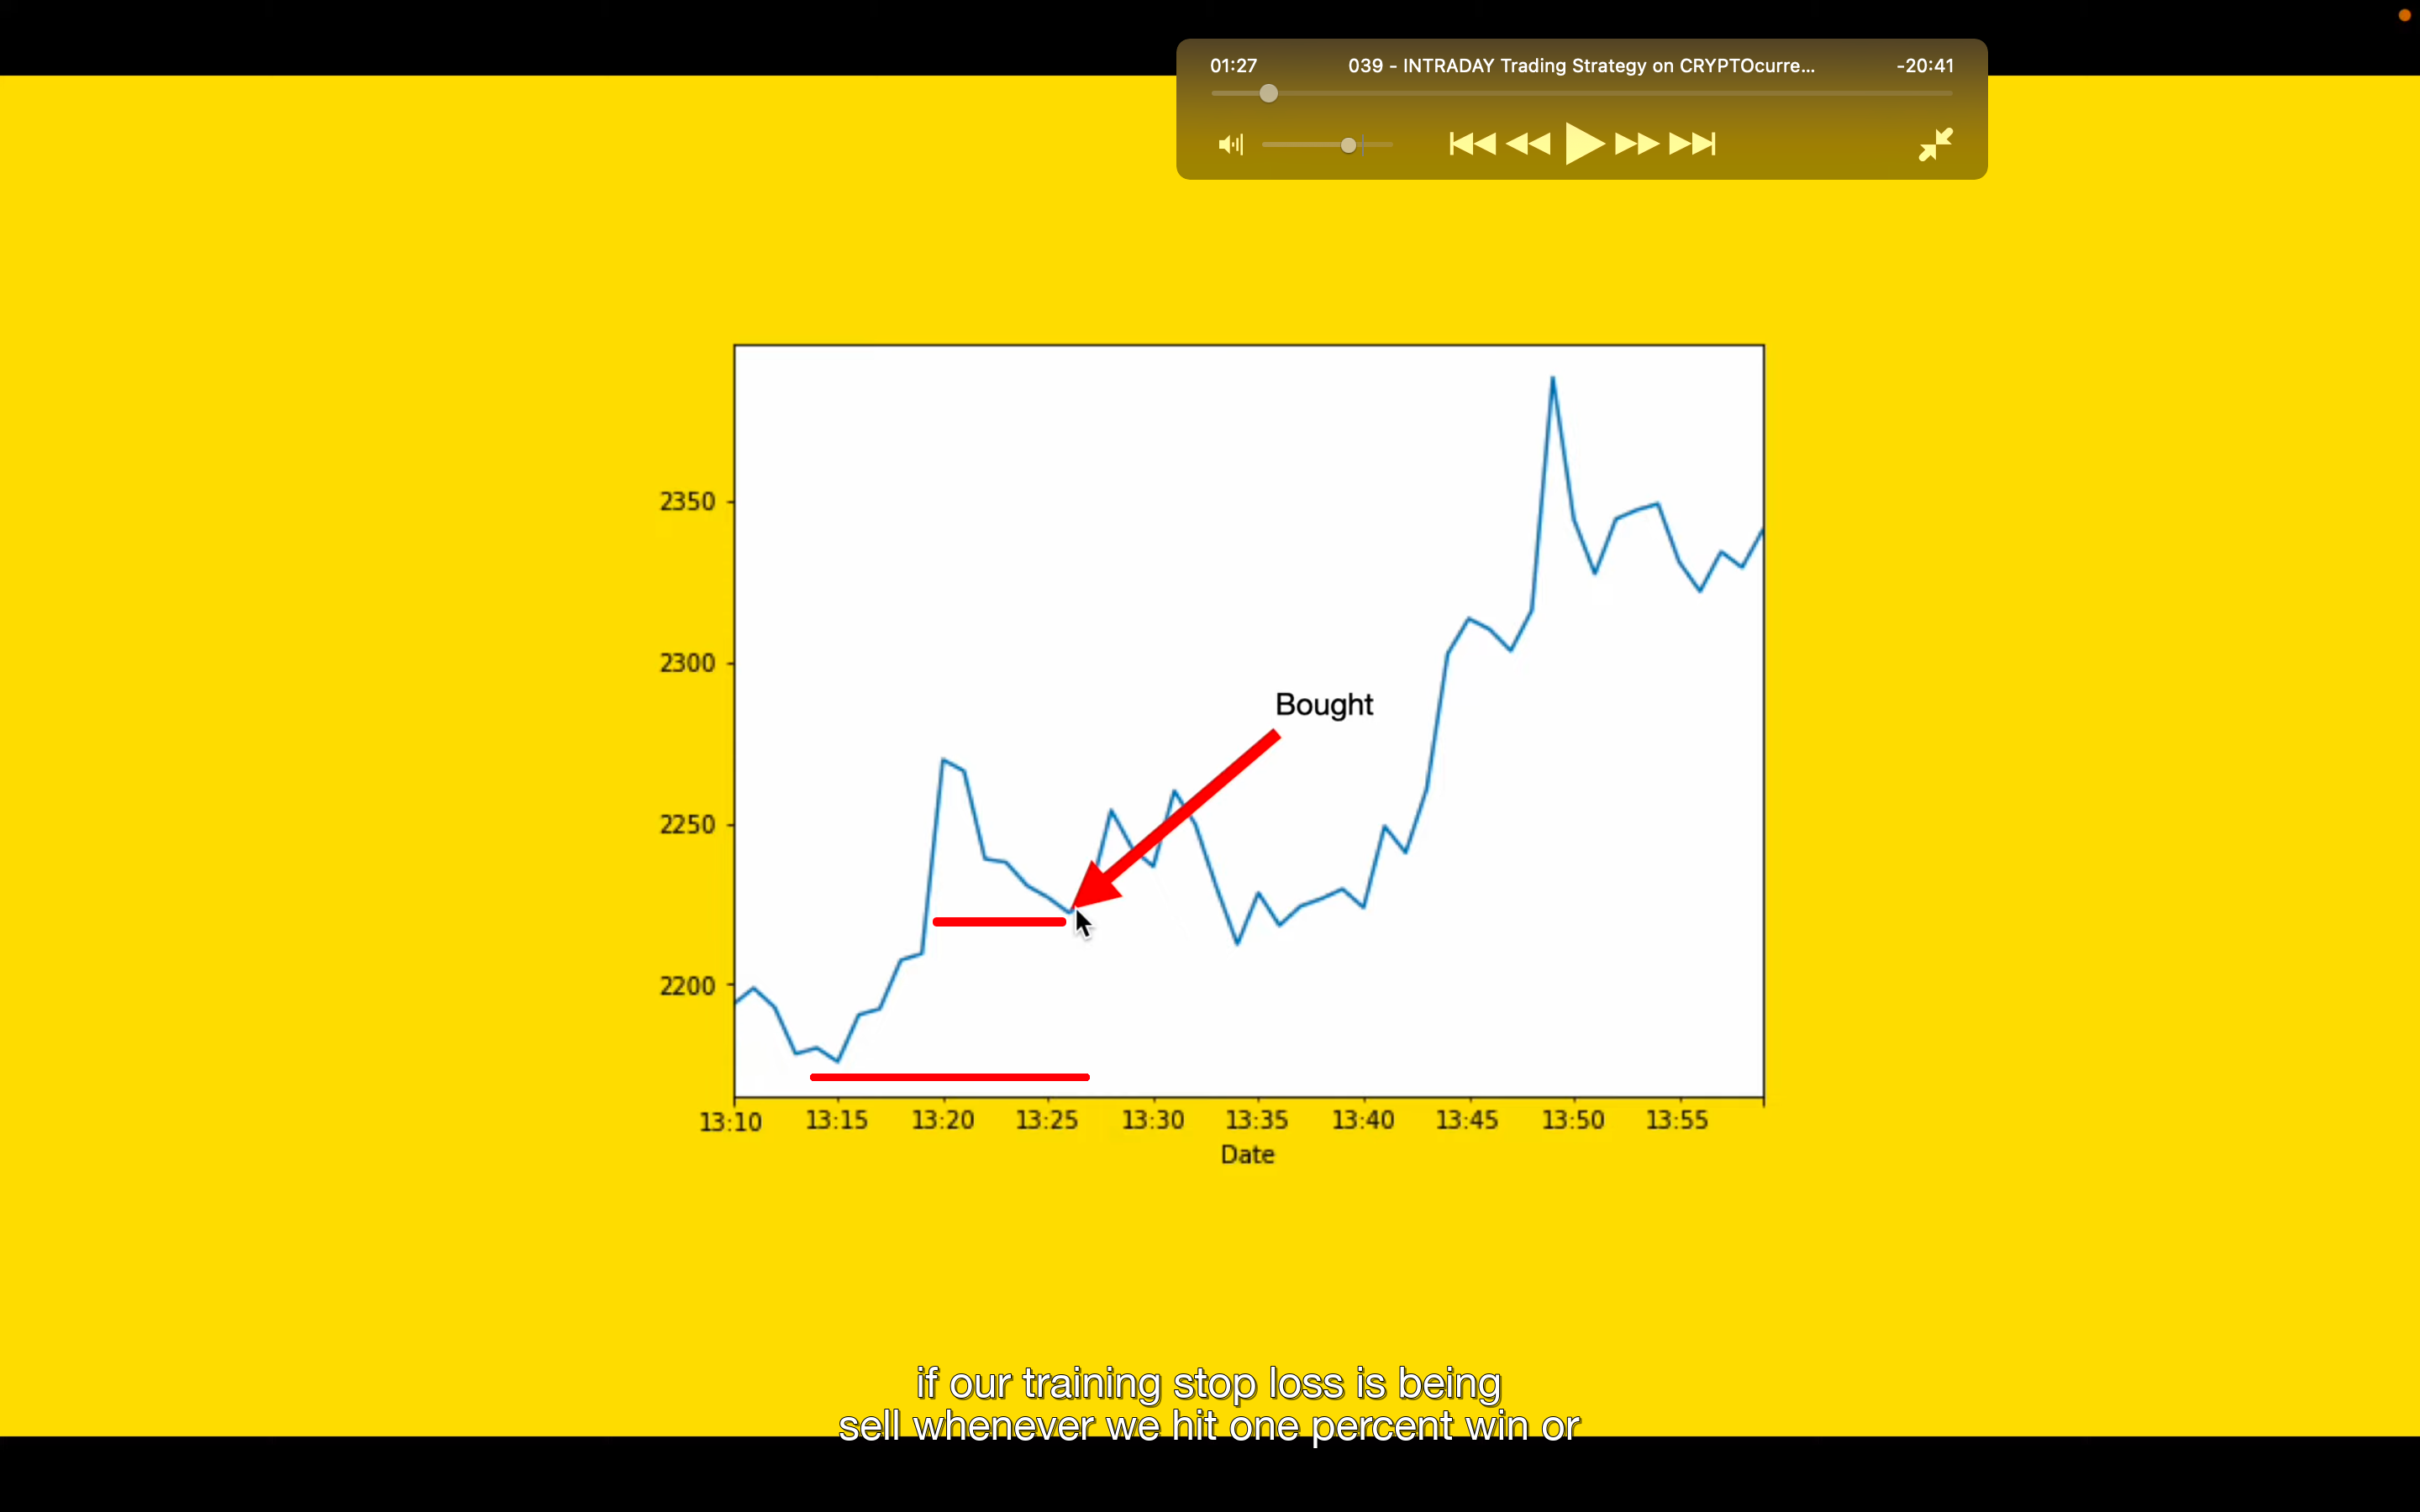 01:27 039 - INTRADAY Trading Strategy on CRYPTOcurre... -20:41
2350
2300
Bought
2250
2200
13:10 13:15 13:20 13:25 13:30 13:35 13:40 13:45 13:50 13:55
Date
if our training stop loss is being
sell whenever we hit one percent win or